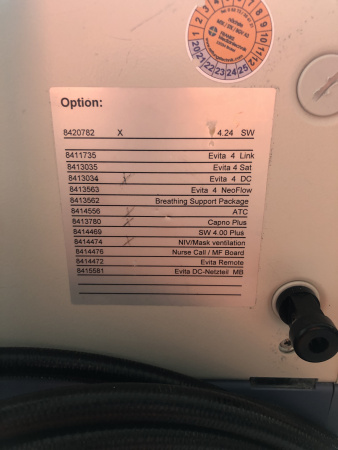 1 2 3 4 5 6 7 8 9 10 11 12
20 21 22 23 24 25
Option:
8420782 X 4.24 SW
8411735 Evita 4 Link
8413035 Evita 4 Sat
8413034 X Evita 4 DC
8413563 Evita 4 NeoFlow
8413562 Breathing Support Package
8414556 X ATC
8413780 X Capno Plus
8414469 SW 4.00 Plus
8414474 X NIV/Mask ventilation
8414476 Nurse Call / MF Board
8414472 Evita Remote
8415581 Evita DC-Netzteil MB